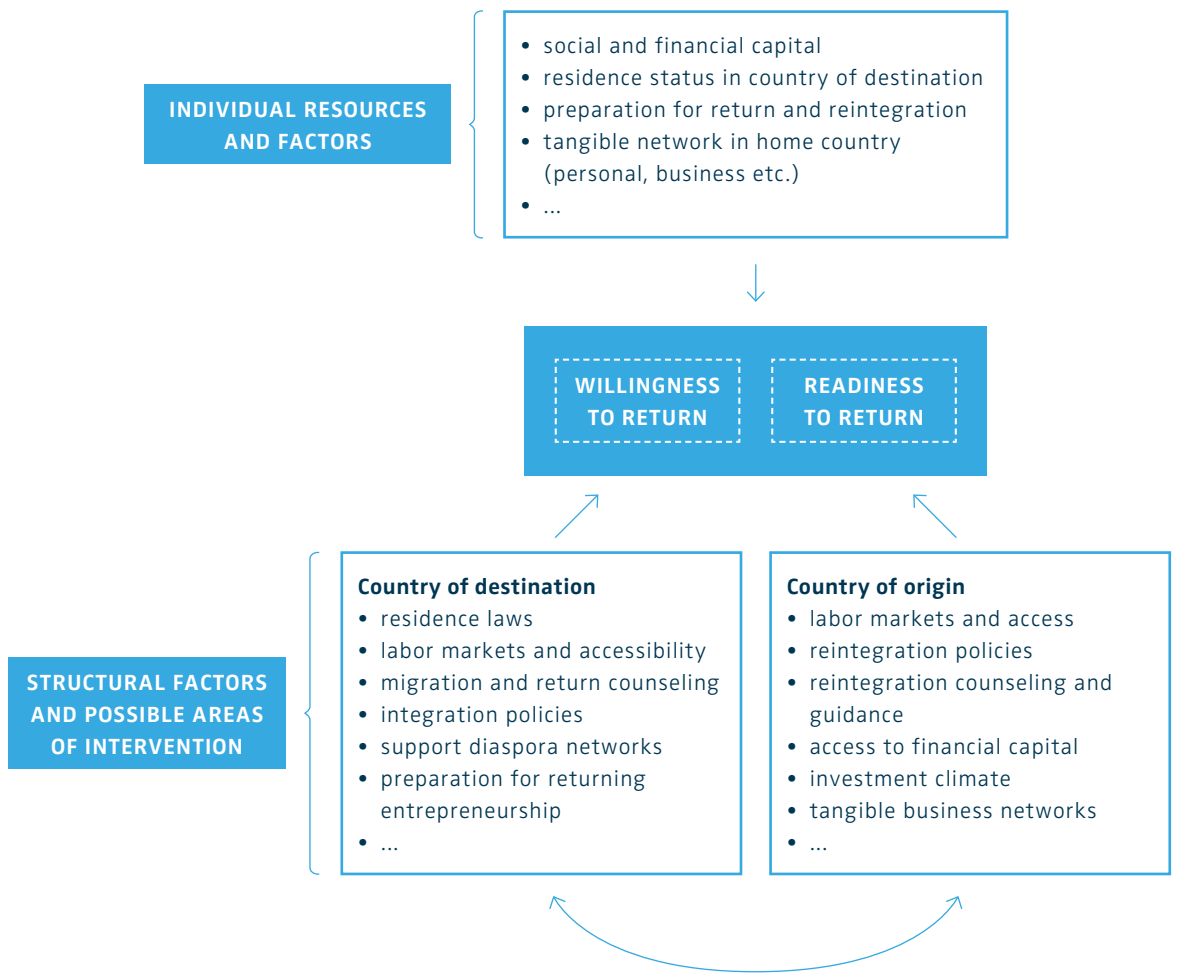 INDIVIDUAL RESOURCES
AND FACTORS
• social and financial capital
• residence status in country of destination
• preparation for return and reintegration
• tangible network in home country
(personal, business etc.)
• ...
WILLINGNESS
TO RETURN
READINESS
TO RETURN
STRUCTURAL FACTORS
AND POSSIBLE AREAS
OF INTERVENTION
Country of destination
• residence laws
• labor markets and accessibility
• migration and return counseling
• integration policies
• support diaspora networks
• preparation for returning
entrepreneurship
• ...
Country of origin
• labor markets and access
• reintegration policies
• reintegration counseling and
guidance
• access to financial capital
• investment climate
• tangible business networks
• ...